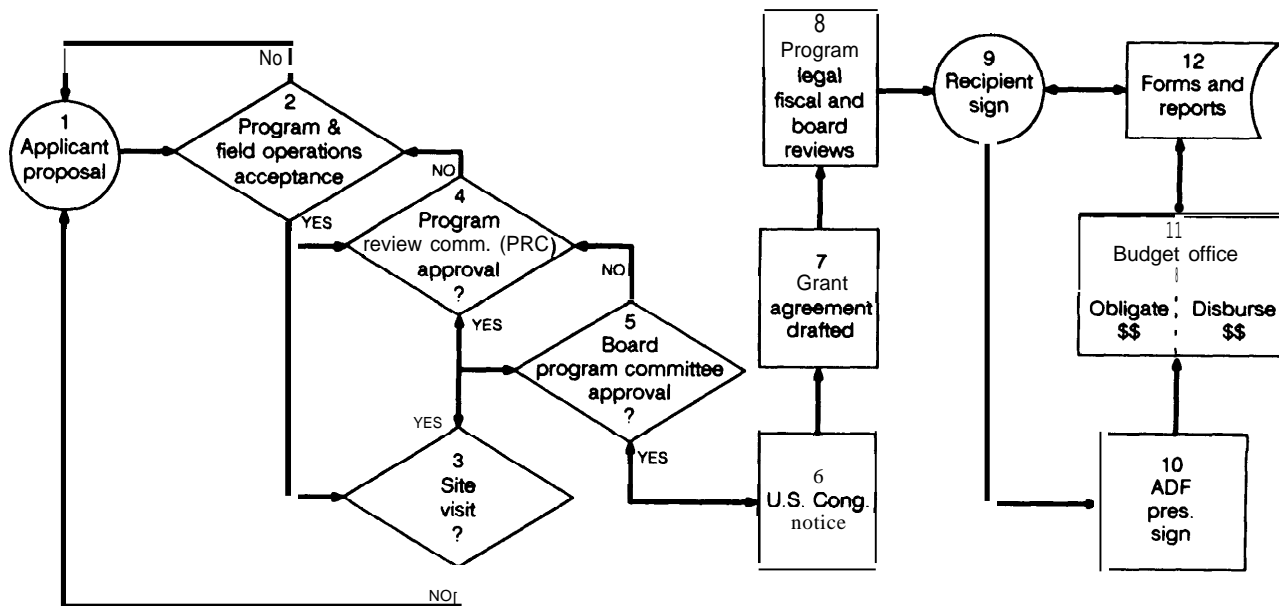 No
1
Applicant
proposal
2
Program &
field operations
acceptance
YES
NO
4
Program
review comm. (PRC)
approval
?
YES
NO
5
Board
program committee
approval
?
YES
YES
3
Site
visit
?
NO
6
U.S. Cong.
notice
7
Grant
agreement
drafted
8
Program
legal
fiscal and
board
reviews
9
Recipient
sign
10
ADF
pres.
sign
11
Budget office
Obligate Disburse
$$ $$
12
Forms and
reports